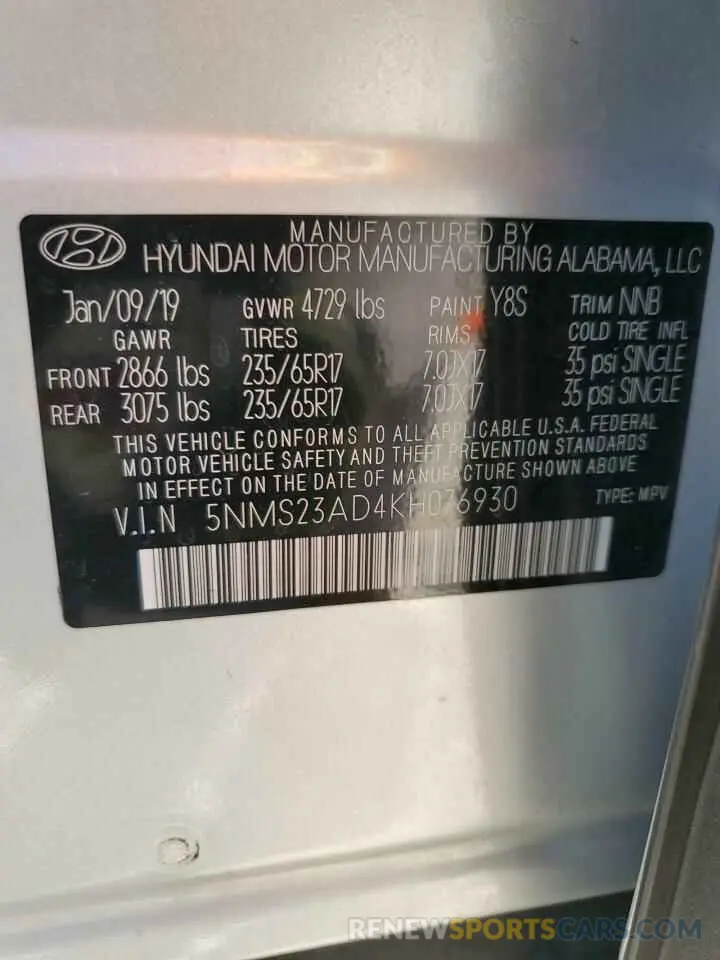 MANUFACTURED BY
HYUNDAI MOTOR MANUFACTURING ALABAMA, LLC
Jan/09/19 GVWR 4729 lbs PAINT Y8S TRIM NNB
GAWR TIRES RIMS COLD TIRE INFL
FRONT 2866 lbs 235/65R17 7.0JX17 35 psi SINGLE
REAR 3075 lbs 235/65R17 7.0JX17 35 psi SINGLE
THIS VEHICLE CONFORMS TO ALL APPLICABLE U.S.A. FEDERAL
MOTOR VEHICLE SAFETY AND THEFT PREVENTION STANDARDS
IN EFFECT ON THE DATE OF MANUFACTURE SHOWN ABOVE
V.I.N 5NMS23AD4KH076930 TYPE: MPV
RENEWSPORTSCARS.COM